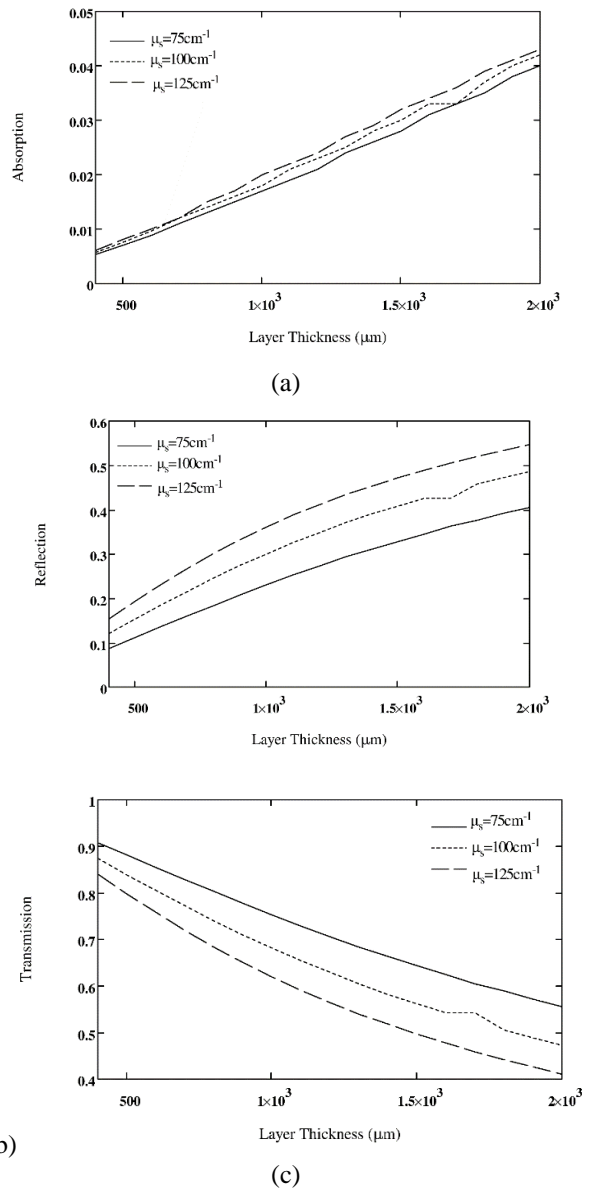 0.05
μs=75cm-1
μs=100cm-1
μs=125cm-1
0.04
0.03
Absorption
0.02
0.01
0
500
1×10³
1.5×10³
2×10³
Layer Thickness (μm)
(a)
0.6
μs=75cm-1
μs=100cm-1
μs=125cm-1
0.5
0.4
Reflection
0.3
0.2
0.1
0
500
1×10³
1.5×10³
2×10³
Layer Thickness (μm)
1
μs=75cm-1
μs=100cm-1
μs=125cm-1
0.9
0.8
0.7
Transmission
0.6
0.5
0.4
500
1×10³
1.5×10³
2×10³
Layer Thickness (μm)
)
(c)